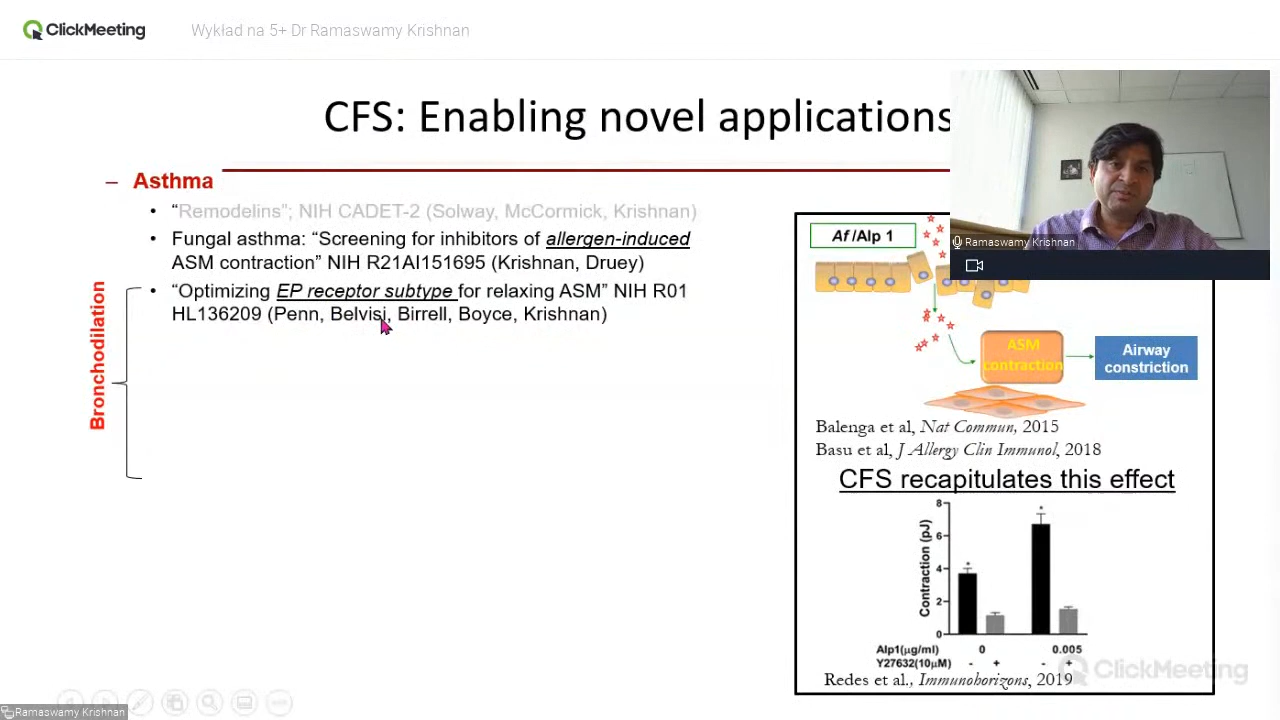 ClickMeeting
Wykład na 5+ Dr Ramaswamy Krishnan
CFS: Enabling novel applications
– Asthma
• “Remodelins”; NIH CADET-2 (Solway, McCormick, Krishnan)
• Fungal asthma: “Screening for inhibitors of allergen-induced
ASM contraction” NIH R21AI151695 (Krishnan, Druey)
• “Optimizing EP receptor subtype for relaxing ASM” NIH R01
HL136209 (Penn, Belvisi, Birrell, Boyce, Krishnan)
Bronchodilation
Ramaswamy Krishnan
Af/Alp 1
ASM
contraction
Airway
constriction
Balenga et al, Nat Commun, 2015
Basu et al, J Allergy Clin Immunol, 2018
CFS recapitulates this effect
Contraction (pJ)
8
6
4
2
0
* *
Alp1(µg/ml) 0 0.005
Y27632(10µM) - + - +
Redes et al., Immunohorizons, 2019
ClickMeeting
Ramaswamy Krishnan